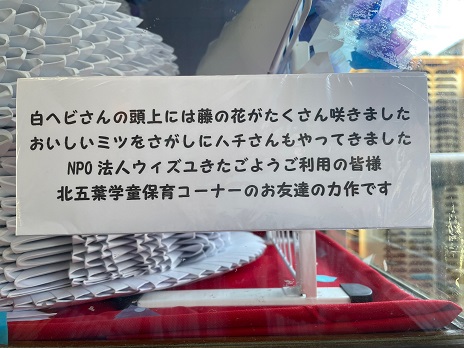 白ヘビさんの頭上には藤の花がたくさん咲きました
おいしいミツをさがしにハチさんもやってきました
NPO法人ウィズユきたごようご利用の皆様
北五葉学童保育コーナーのお友達の力作です